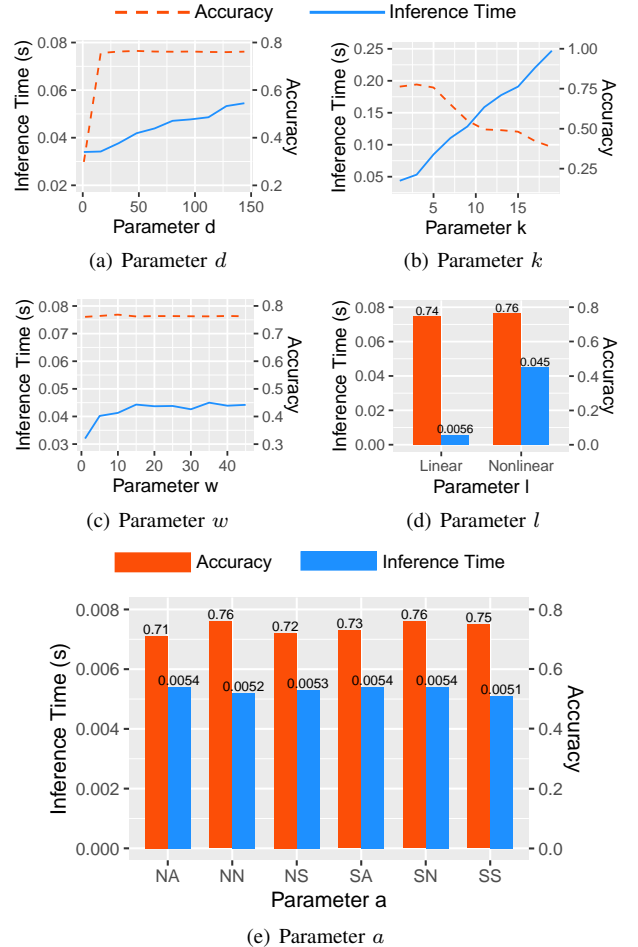 Accuracy Inference Time
Inference Time (s)
0.08
0.06
0.04
0.02
0.8
0.6
0.4
0.2
Accuracy
0 50 100 150
Parameter d
(a) Parameter d
Inference Time (s)
0.25
0.20
0.15
0.10
0.05
1.00
0.75
0.50
0.25
Accuracy
5 10 15
Parameter k
(b) Parameter k
Inference Time (s)
0.08
0.07
0.06
0.05
0.04
0.03
0.8
0.7
0.6
0.5
0.4
0.3
Accuracy
0 10 20 30 40
Parameter w
(c) Parameter w
Inference Time (s)
0.08
0.06
0.04
0.02
0.00
0.74
0.0056
0.76
0.045
0.8
0.6
0.4
0.2
0.0
Accuracy
Linear Nonlinear
Parameter l
(d) Parameter l
Accuracy Inference Time
Inference Time (s)
0.008
0.006
0.004
0.002
0.000
0.71 0.76 0.72 0.73 0.76 0.75
0.0054 0.0052 0.0053 0.0054 0.0054 0.0051
0.8
0.6
0.4
0.2
0.0
Accuracy
NA NN NS SA SN SS
Parameter a
(e) Parameter a